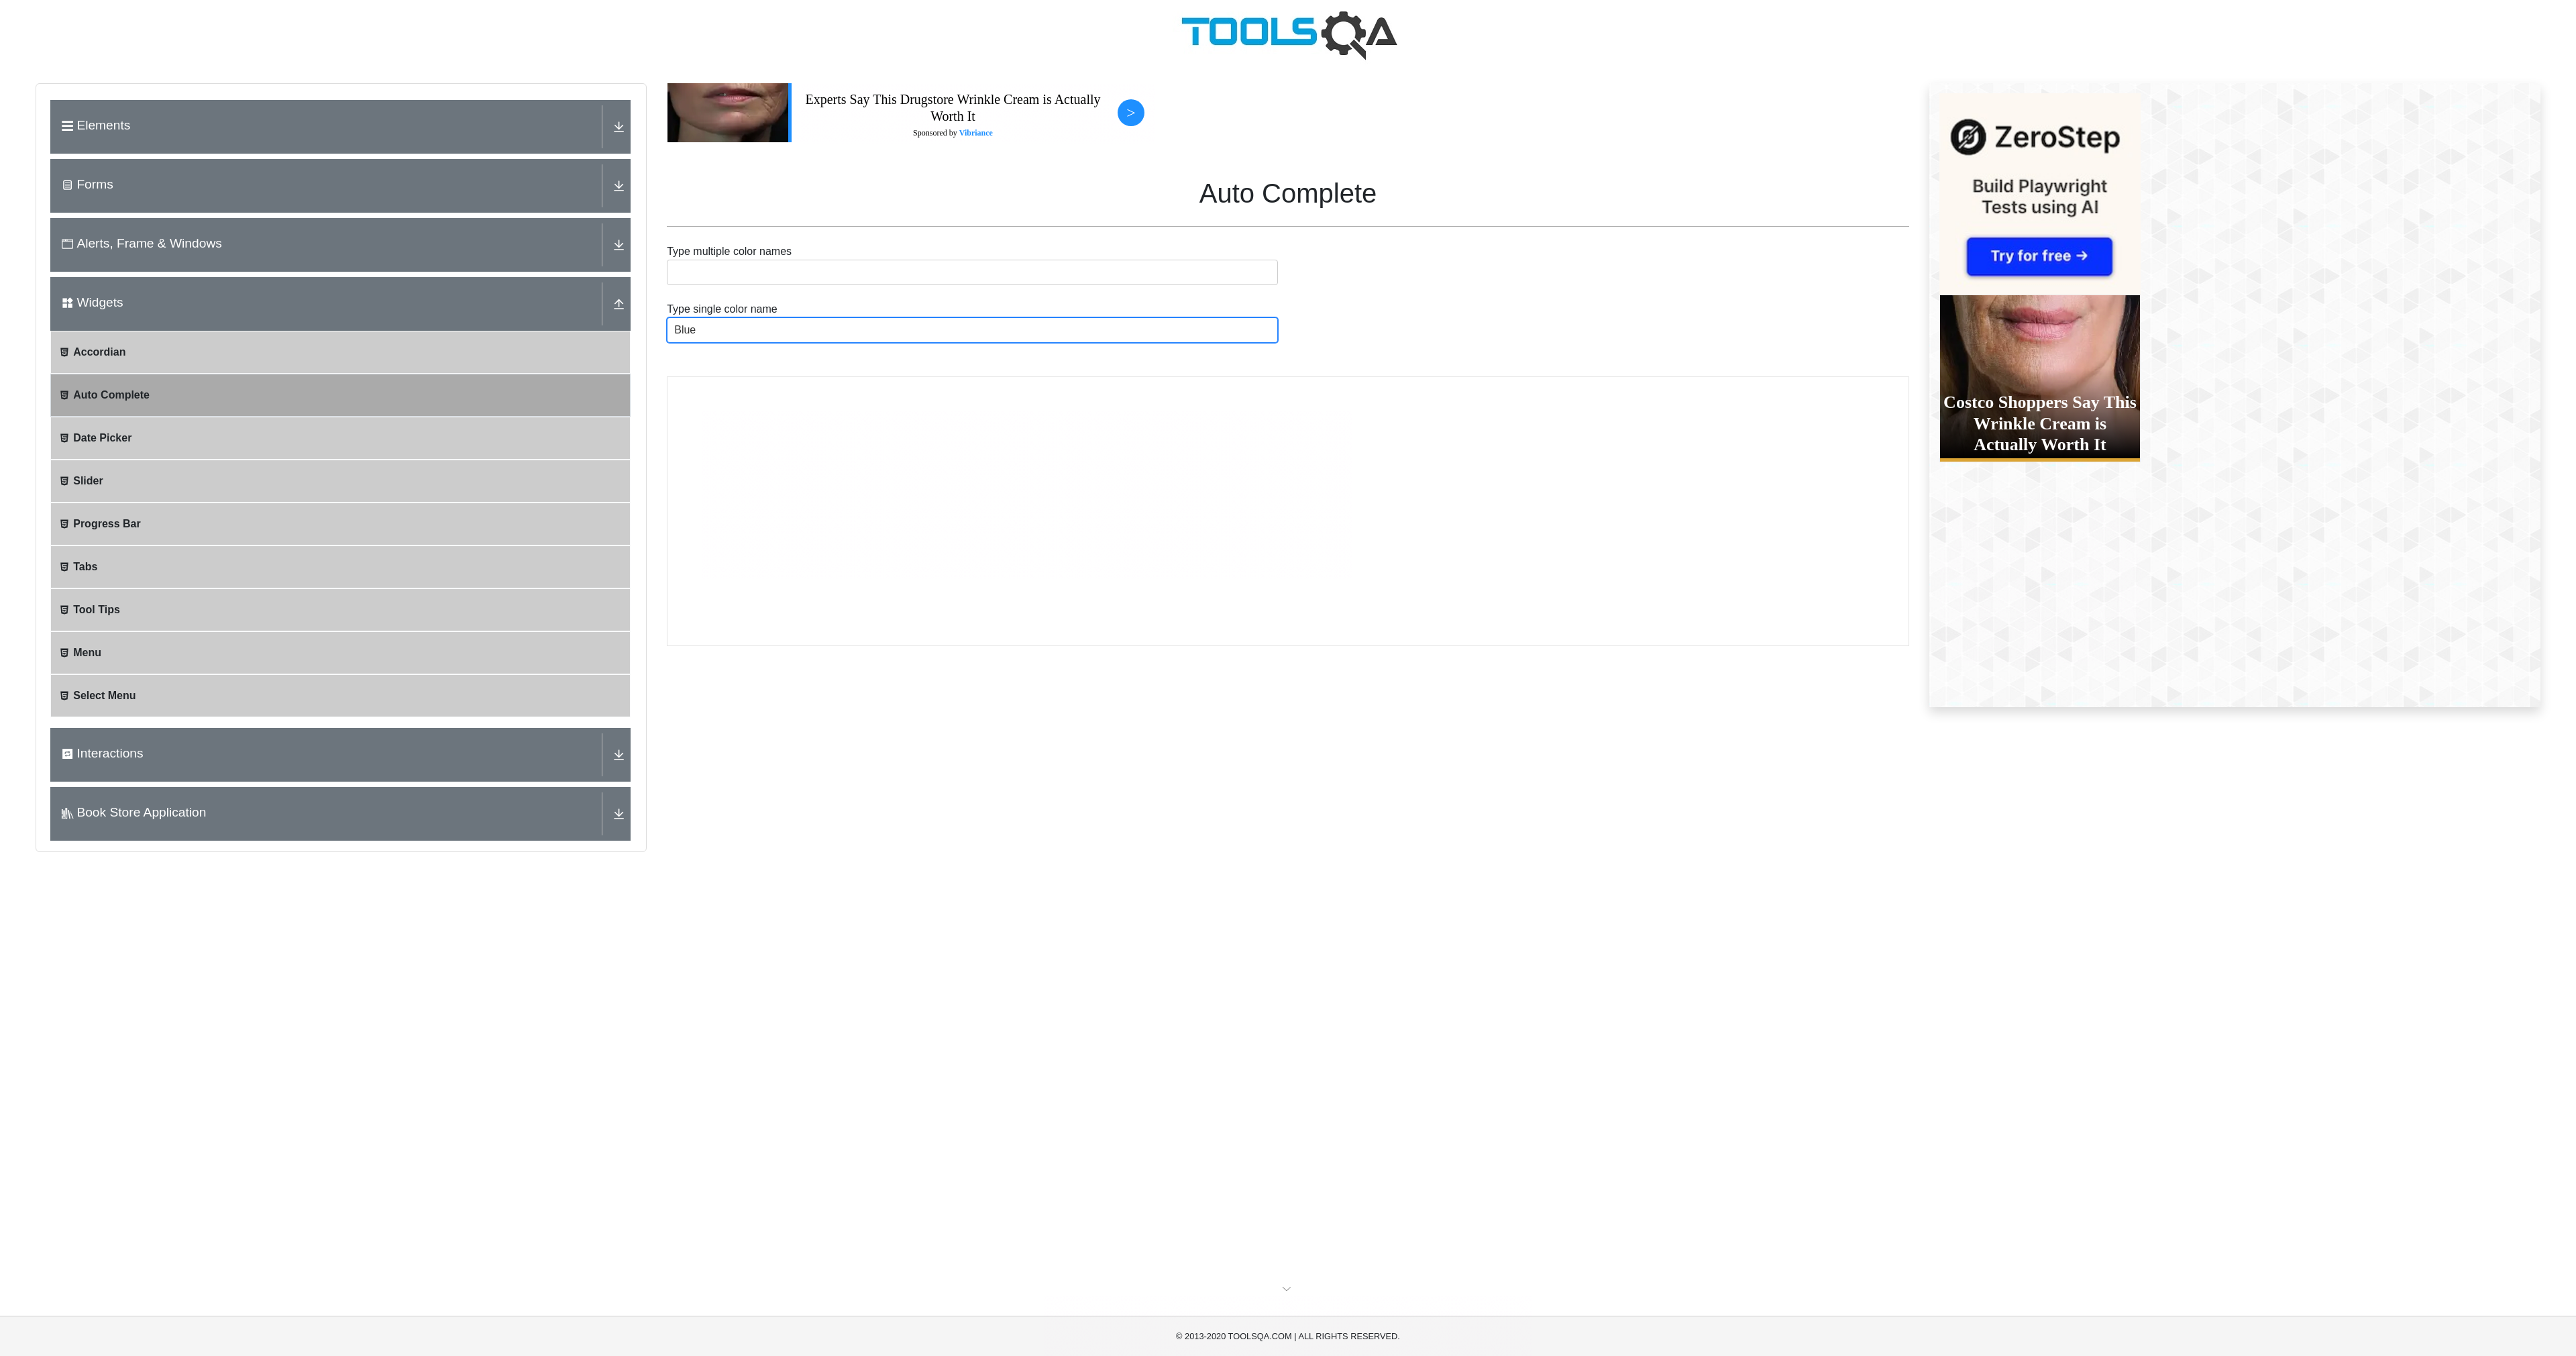 TOOLSQA
Elements
Forms
Alerts, Frame & Windows
Widgets
Accordian
Auto Complete
Date Picker
Slider
Progress Bar
Tabs
Tool Tips
Menu
Select Menu
Interactions
Book Store Application
Experts Say This Drugstore Wrinkle Cream is Actually
Worth It
Sponsored by Vibriance
>
Auto Complete
Type multiple color names
Type single color name
Blue
ZeroStep
Build Playwright
Tests using AI
Try for free →
Costco Shoppers Say This
Wrinkle Cream is
Actually Worth It
© 2013-2020 TOOLSQA.COM | ALL RIGHTS RESERVED.